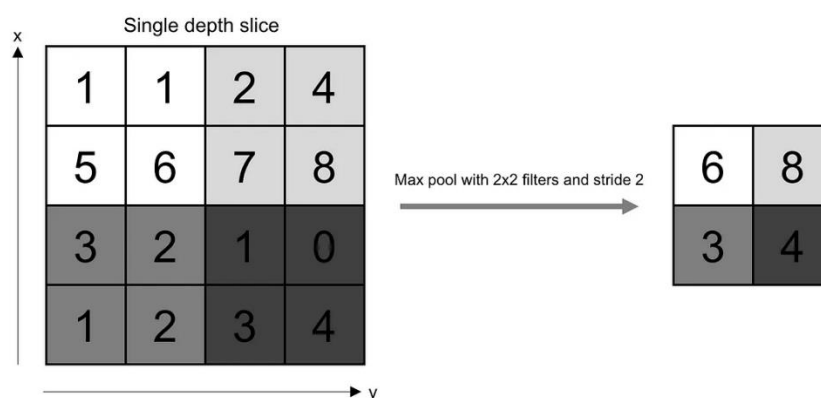 Single depth slice
x
1 1 2 4
5 6 7 8
3 2 1 0
1 2 3 4
y
Max pool with 2x2 filters and stride 2
6 8
3 4